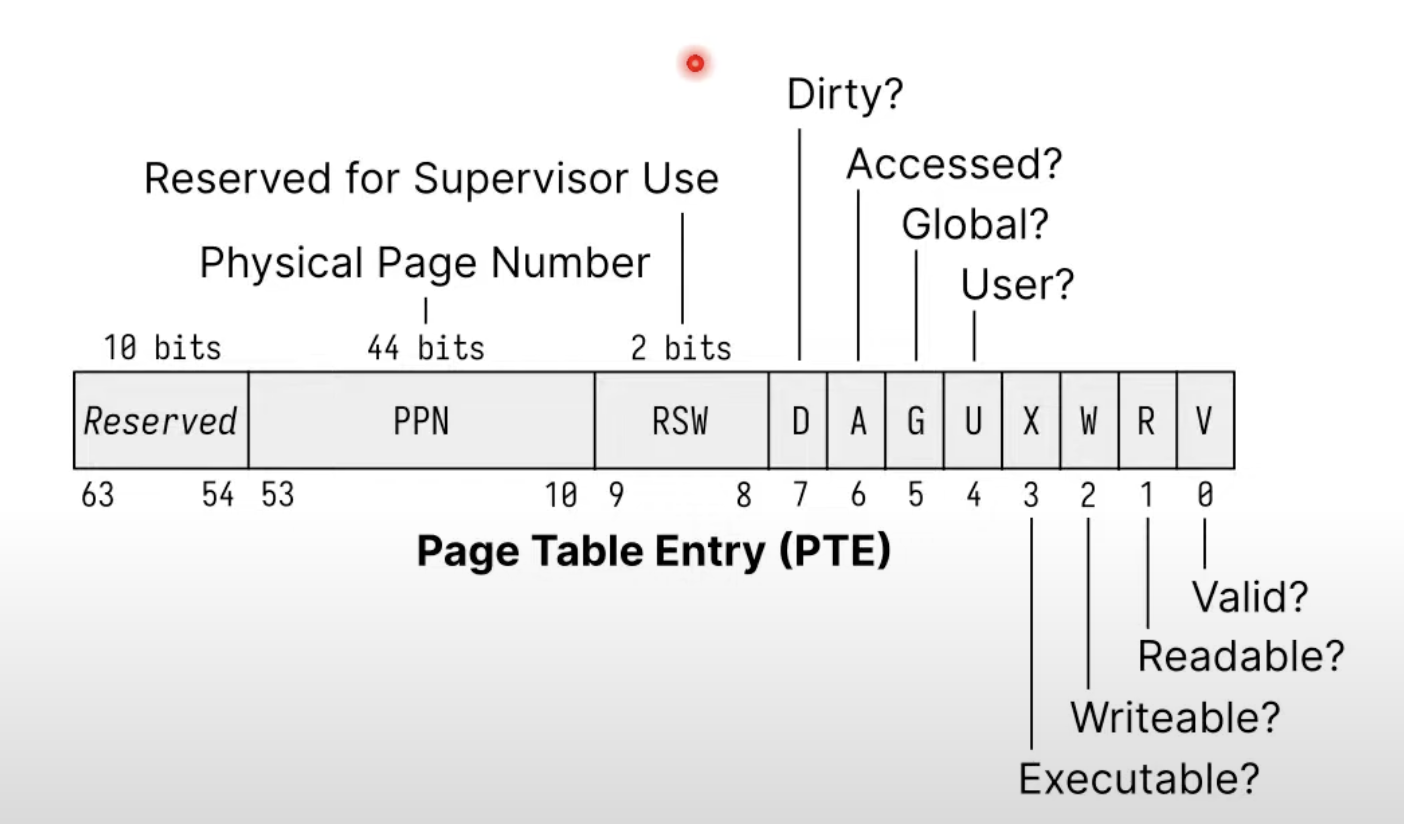 Dirty?
Accessed?
Reserved for Supervisor Use
Global?
Physical Page Number
User?
10 bits 44 bits 2 bits
Reserved PPN RSW D A G U X W R V
63 54 53 10 9 8 7 6 5 4 3 2 1 0
Page Table Entry (PTE)
Valid?
Readable?
Writeable?
Executable?